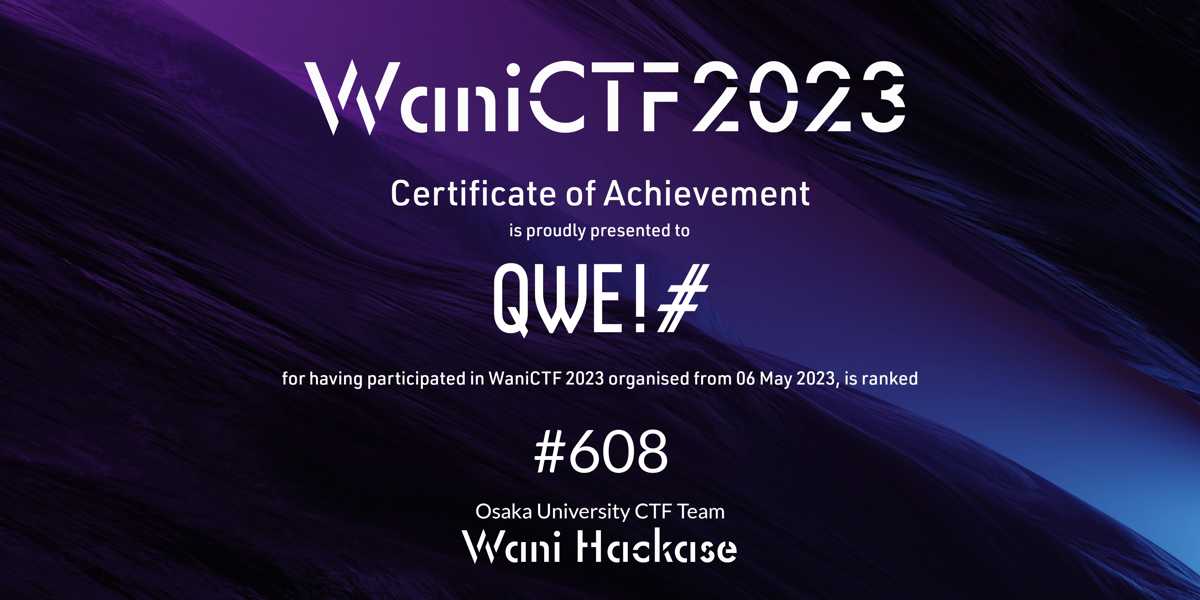 WaniCTF2023
Certificate of Achievement
is proudly presented to
QWE!#
for having participated in WaniCTF 2023 organised from 06 May 2023, is ranked
#608
Osaka University CTF Team
Wani Hackase